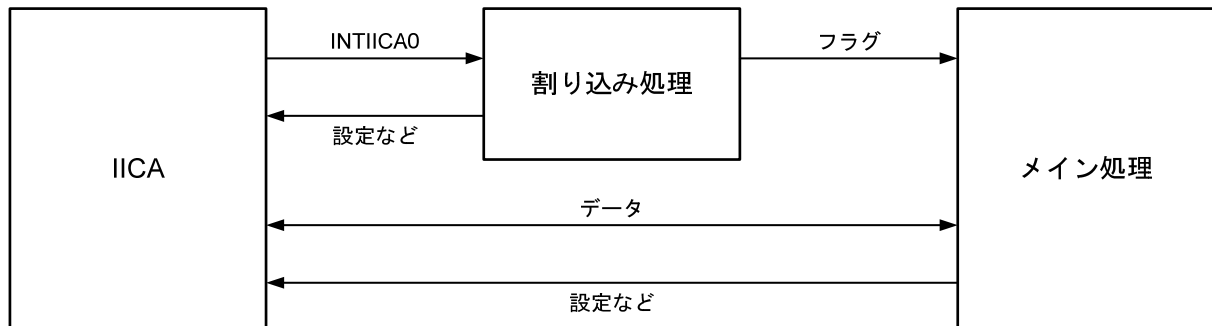 INTIICA0
フラグ
割り込み処理
設定など
IICA
メイン処理
データ
設定など